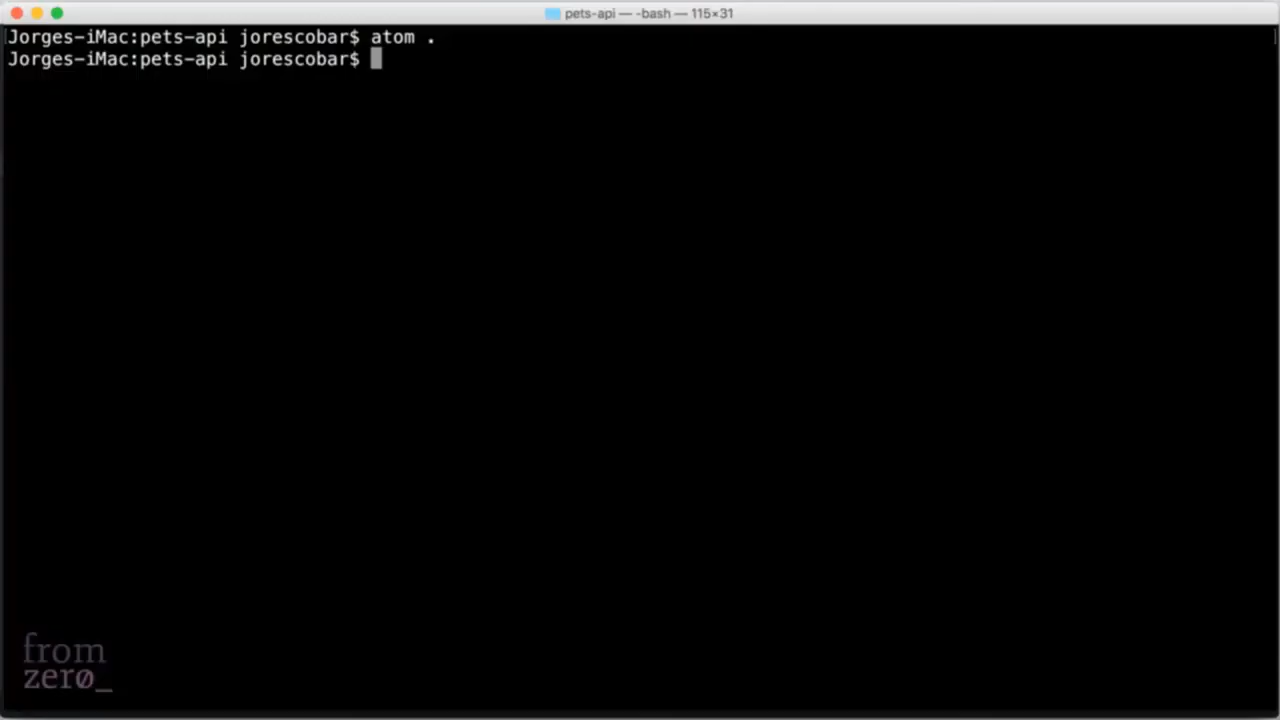 pets-api — -bash — 115×31
Jorges-iMac:pets-api jorescobar$ atom .
Jorges-iMac:pets-api jorescobar$
from
zerø_